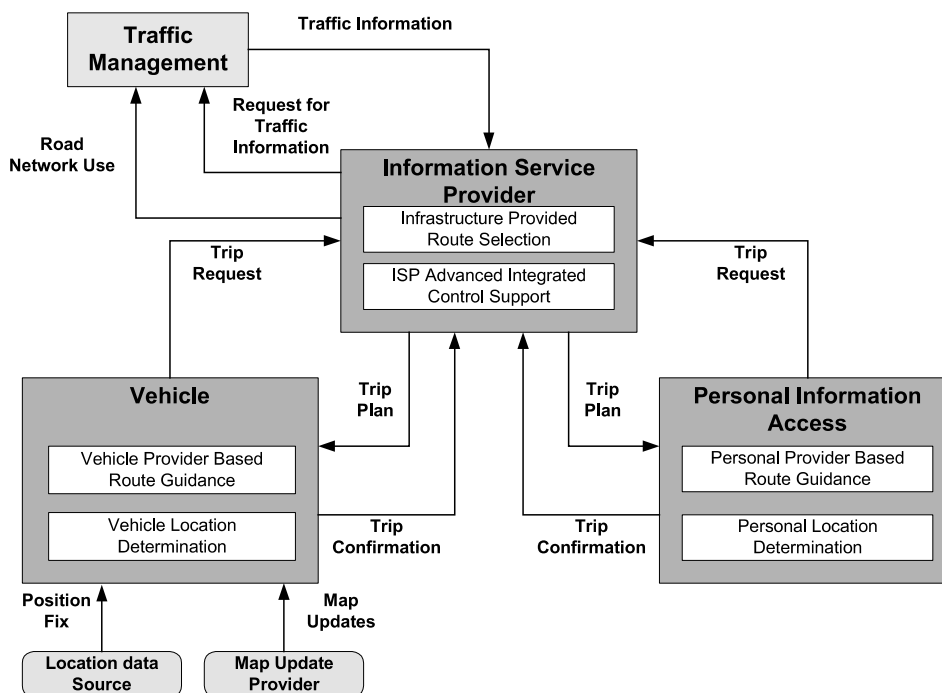 Traffic
Management
Traffic Information
Request for
Traffic
Information
Road
Network Use
Information Service
Provider
Infrastructure Provided
Route Selection
ISP Advanced Integrated
Control Support
Trip
Request
Trip
Request
Vehicle
Vehicle Provider Based
Route Guidance
Vehicle Location
Determination
Trip
Plan
Trip
Plan
Trip
Confirmation
Trip
Confirmation
Personal Information
Access
Personal Provider Based
Route Guidance
Personal Location
Determination
Position
Fix
Map
Updates
Location data
Source
Map Update
Provider